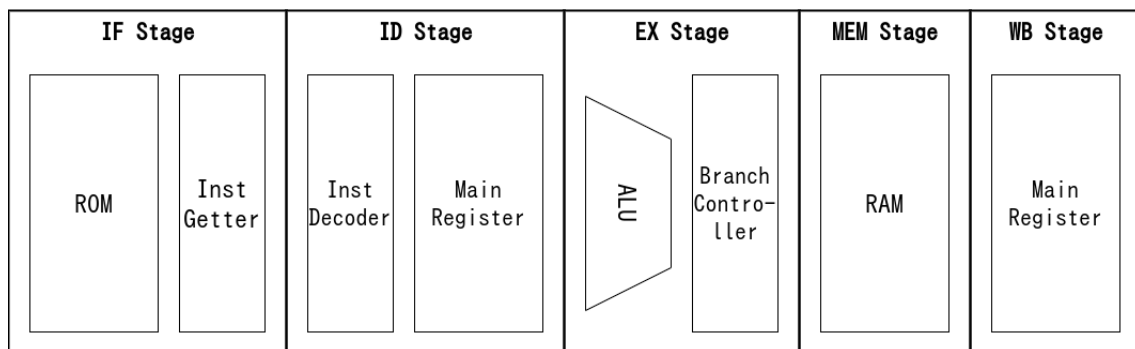 IF Stage
ID Stage
EX Stage
MEM Stage
WB Stage
ROM
Inst
Getter
Inst
Decoder
Main
Register
ALU
Branch
Contro-
ller
RAM
Main
Register